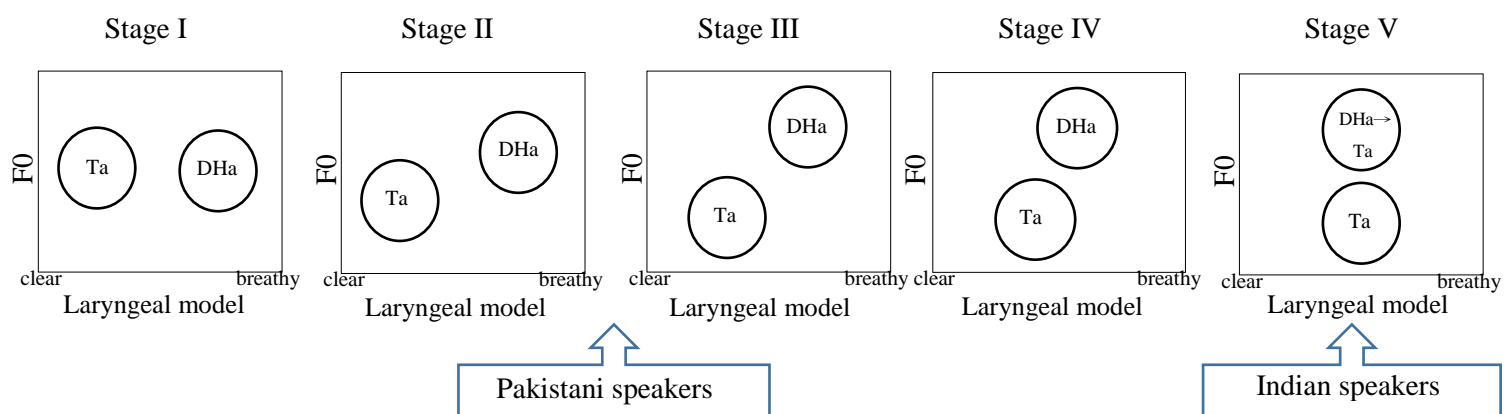 Stage I
Stage II
Stage III
Stage IV
Stage V
F0
Ta
DHa
clear
breathy
Laryngeal model
F0
Ta
DHa
clear
breathy
Laryngeal model
F0
Ta
DHa
clear
breathy
Laryngeal model
F0
Ta
DHa
clear
breathy
Laryngeal model
F0
DHa→
Ta
Ta
clear
breathy
Laryngeal model
Pakistani speakers
Indian speakers